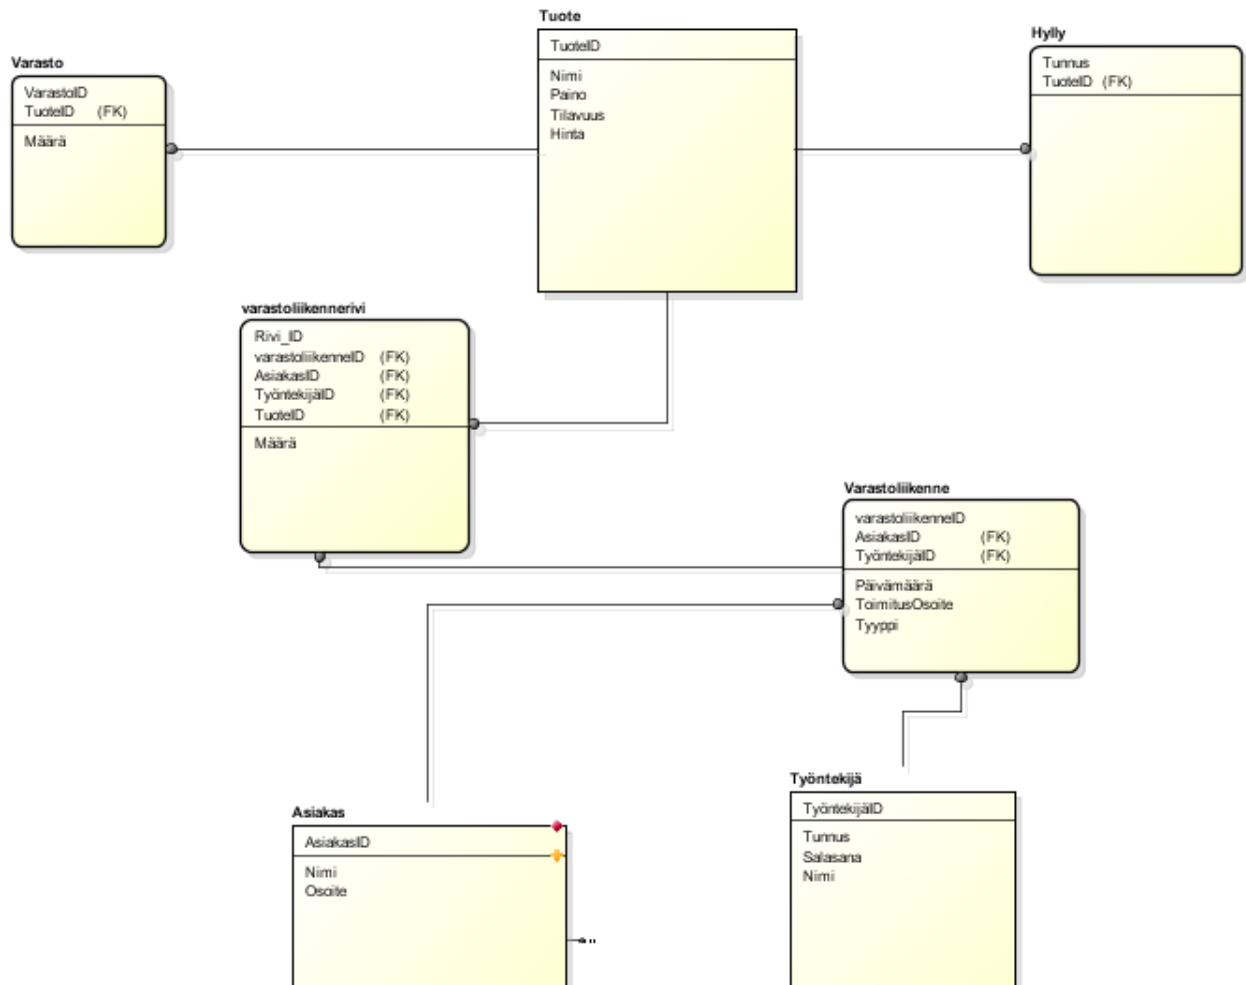 Tuote
TuoteID
Nimi
Paino
Tilavuus
Hinta
Hylly
Tunnus
TuoteID (FK)
Varasto
VarastoID
TuoteID (FK)
Määrä
varastoliikennerivi
Rivi_ID
varastoliikenneID (FK)
AsiakasID (FK)
TyöntekijäID (FK)
TuoteID (FK)
Määrä
Varastoliikenne
varastoliikenneID
AsiakasID (FK)
TyöntekijäID (FK)
Päivämäärä
ToimitusOsoite
Tyyppi
Työntekijä
TyöntekijäID
Tunnus
Salasana
Nimi
Asiakas
AsiakasID
Nimi
Osoite